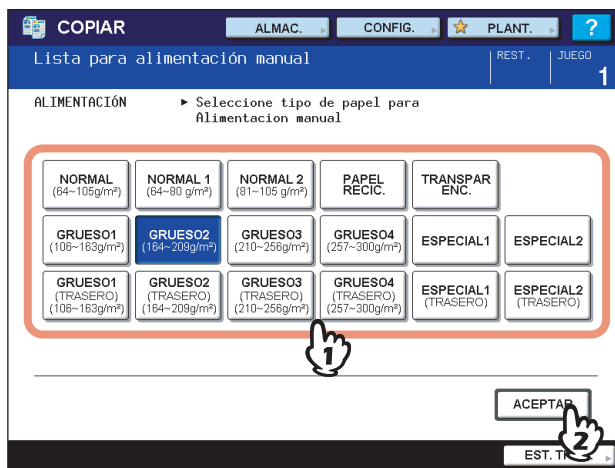 COPIAR ALMAC. CONFIG. PLANT. ?
Lista para alimentación manual REST. JUEGO
1
ALIMENTACIÓN ► Seleccione tipo de papel para
Alimentacion manual
NORMAL NORMAL 1 NORMAL 2 PAPEL TRANSPAR
(64~105g/m²) (64~80 g/m²) (81~105 g/m²) RECIC. ENC.
GRUESO1 GRUESO2 GRUESO3 GRUESO4 ESPECIAL1 ESPECIAL2
(106~163g/m²) (164~209g/m²) (210~256g/m²) (257~300g/m²)
GRUESO1 GRUESO2 GRUESO3 GRUESO4 ESPECIAL1 ESPECIAL2
(TRASERO) (TRASERO) (TRASERO) (TRASERO) (TRASERO) (TRASERO)
(106~163g/m²) (164~209g/m²) (210~256g/m²) (257~300g/m²)
1
ACEPTAR
2
EST.